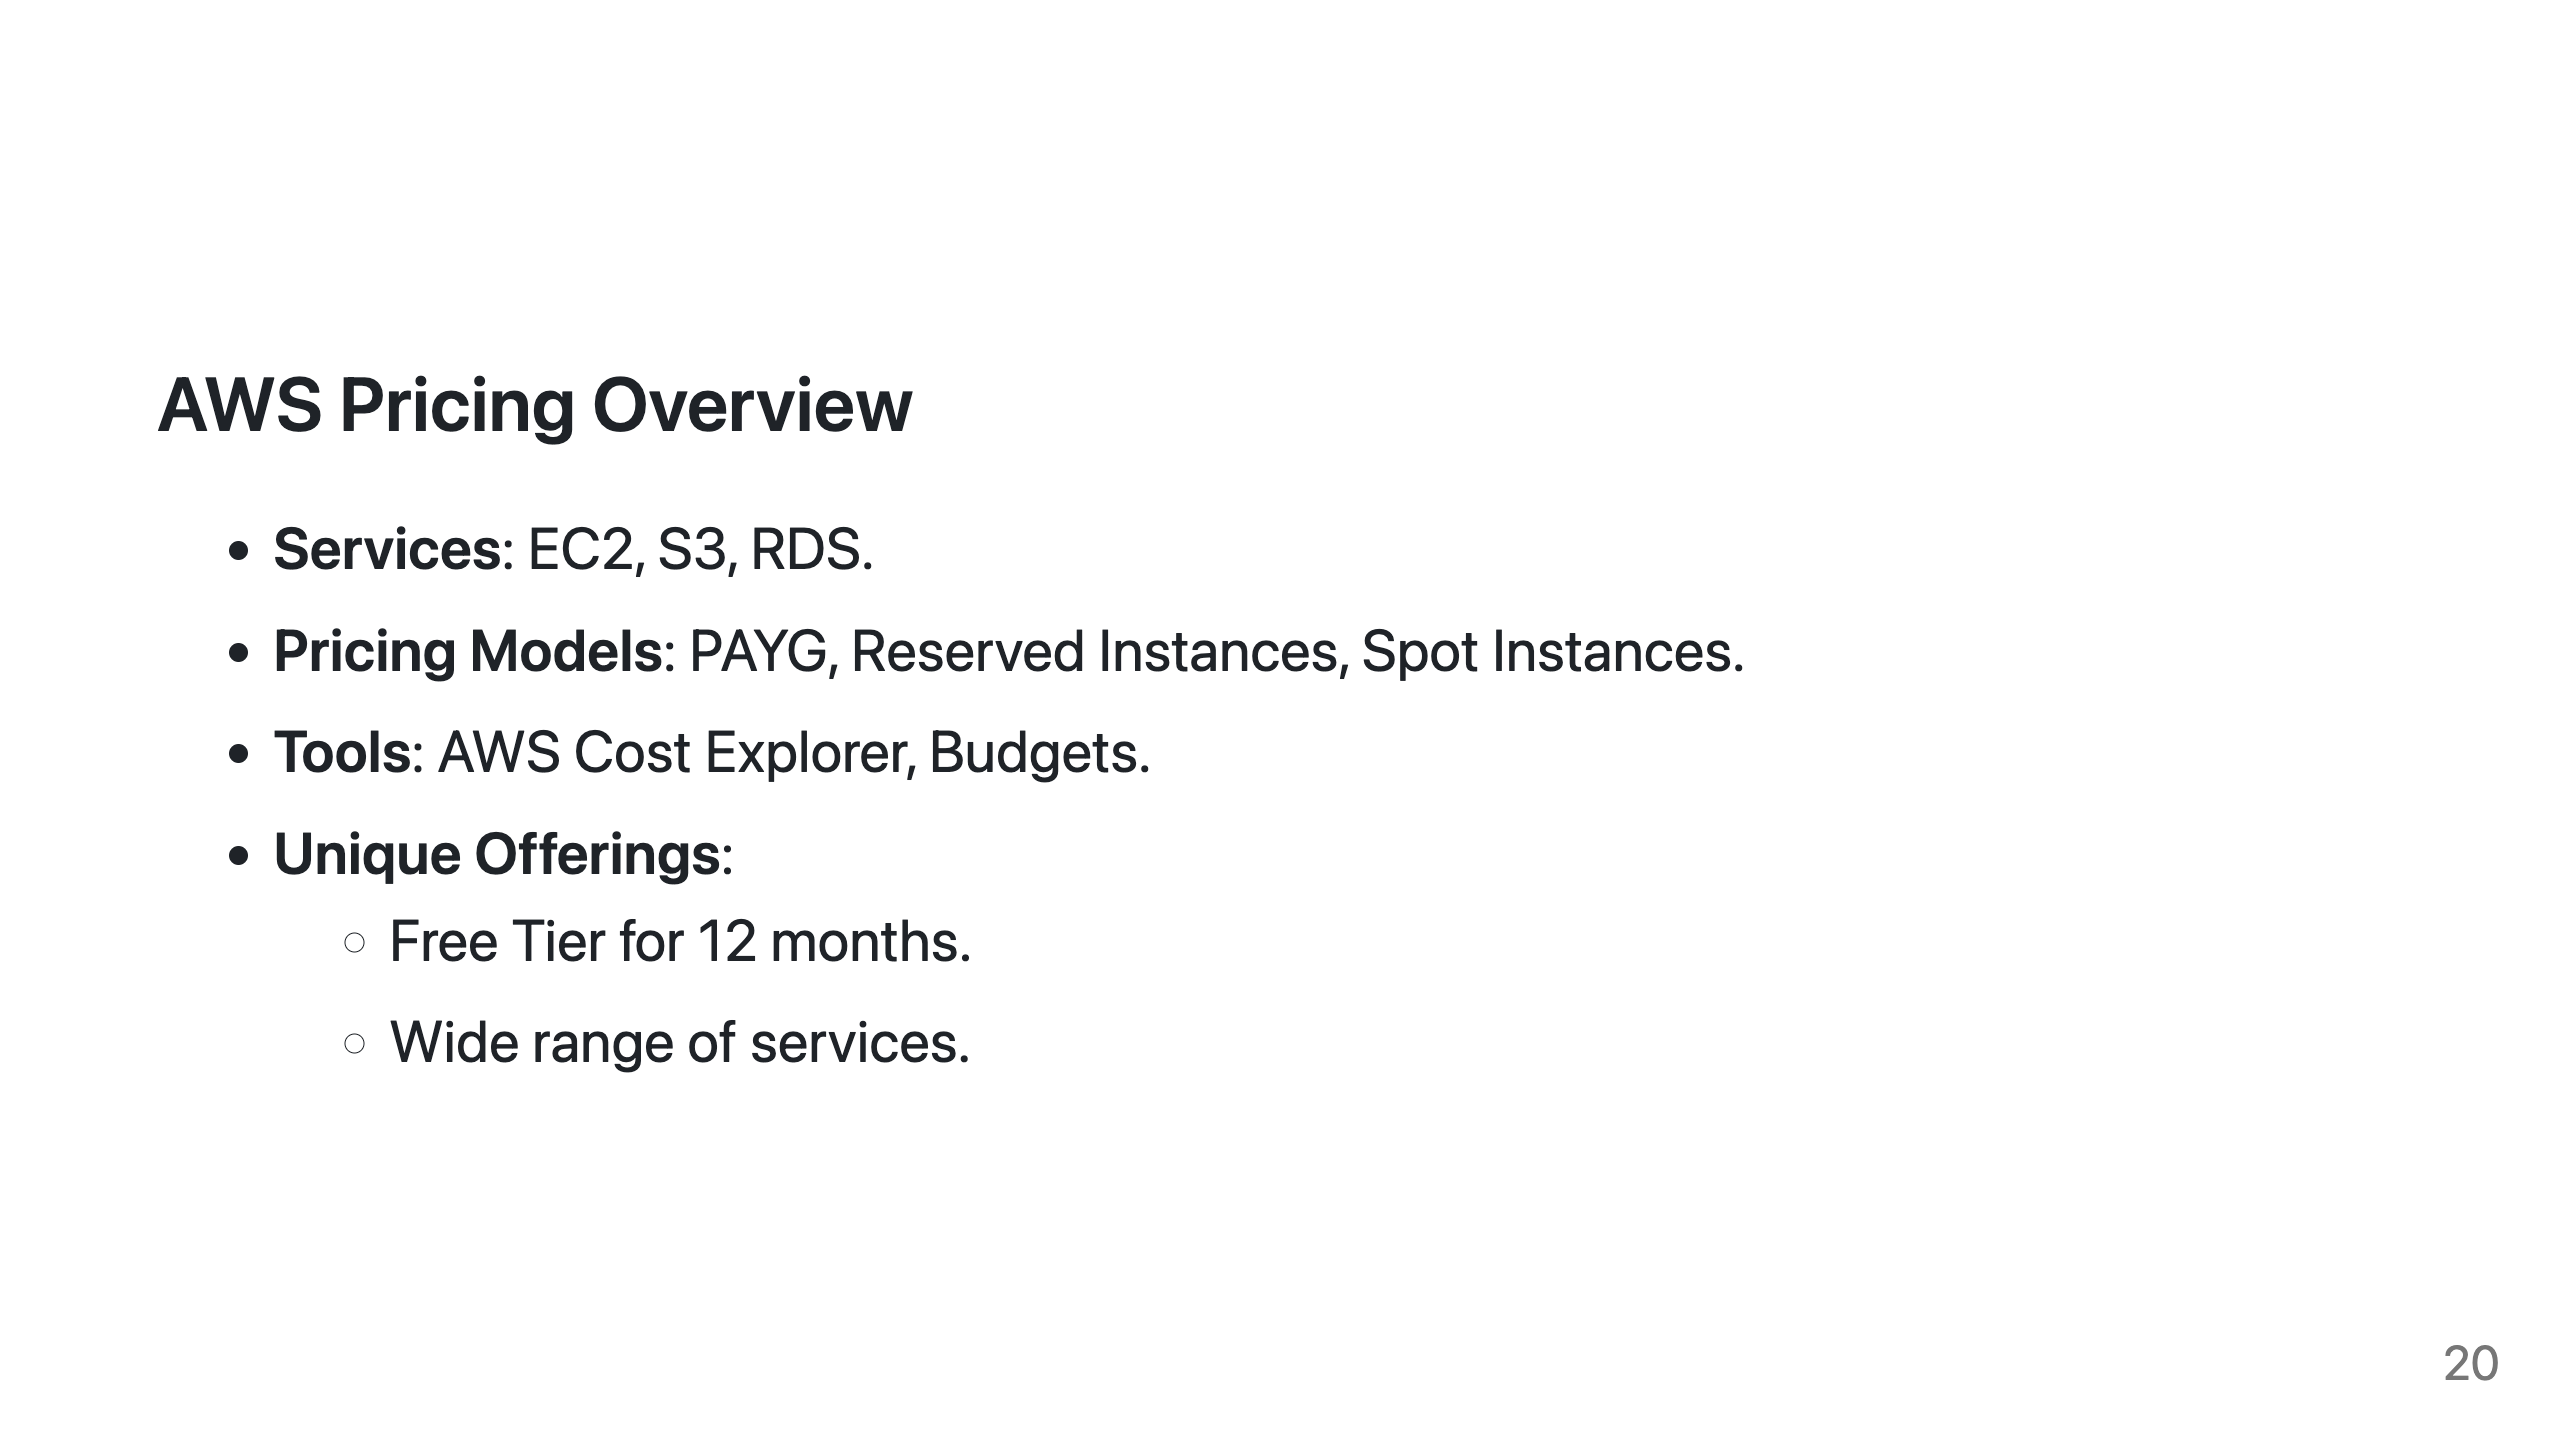 AWS Pricing Overview
• Services: EC2, S3, RDS.
• Pricing Models: PAYG, Reserved Instances, Spot Instances.
• Tools: AWS Cost Explorer, Budgets.
• Unique Offerings:
○ Free Tier for 12 months.
○ Wide range of services.
20